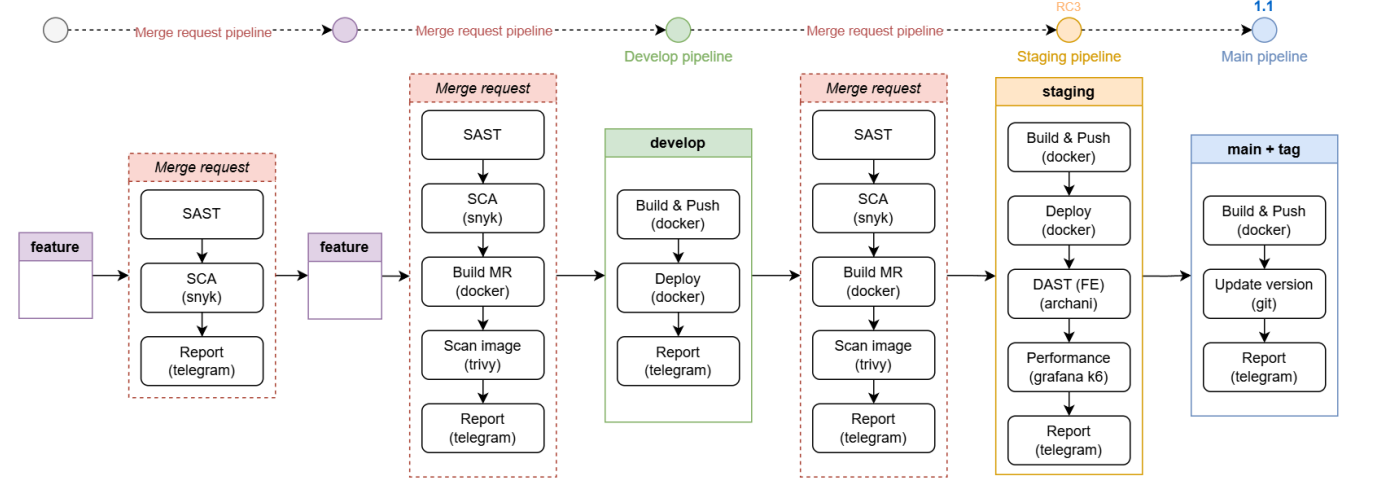 RC3
1.1
Merge request pipeline
Merge request pipeline
Merge request pipeline
Develop pipeline
Staging pipeline
Main pipeline
feature
Merge request
SAST
SCA
(snyk)
Report
(telegram)
feature
Merge request
SAST
SCA
(snyk)
Build MR
(docker)
Scan image
(trivy)
Report
(telegram)
develop
Build & Push
(docker)
Deploy
(docker)
Report
(telegram)
Merge request
SAST
SCA
(snyk)
Build MR
(docker)
Scan image
(trivy)
Report
(telegram)
staging
Build & Push
(docker)
Deploy
(docker)
DAST (FE)
(archani)
Performance
(grafana k6)
Report
(telegram)
main + tag
Build & Push
(docker)
Update version
(git)
Report
(telegram)